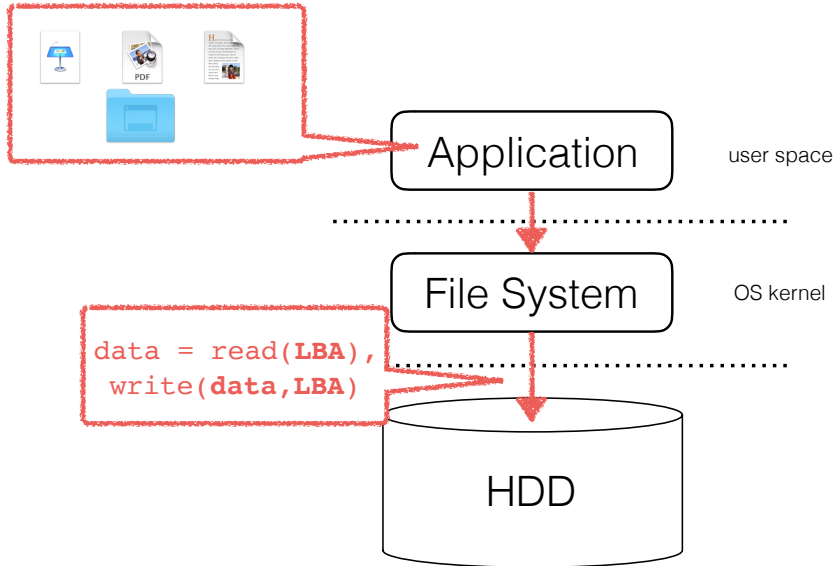 PDF
Application
user space
File System
OS kernel
data = read(LBA),
write(data,LBA)
HDD